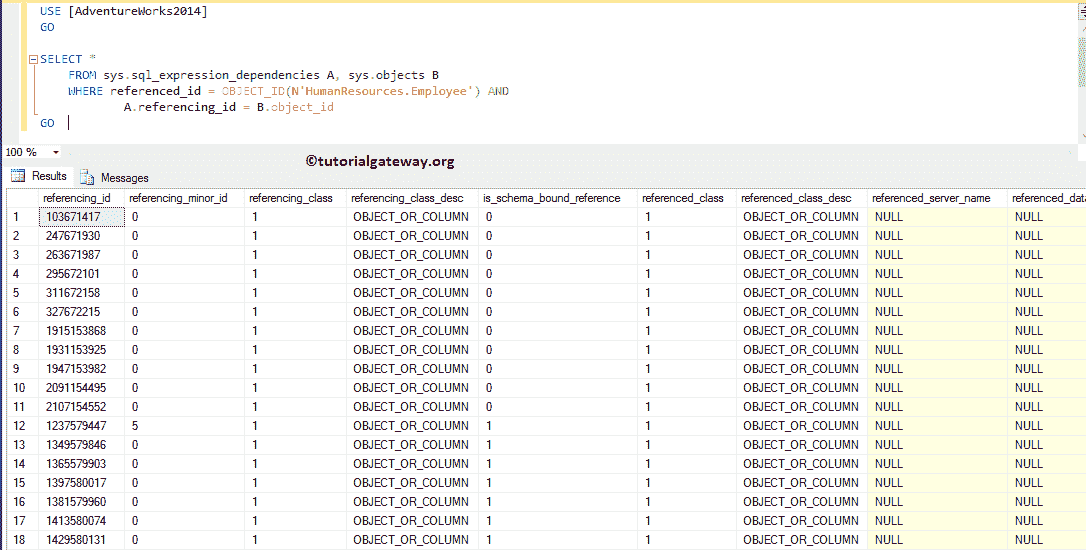 USE [AdventureWorks2014]
GO
SELECT *
FROM sys.sql_expression_dependencies A, sys.objects B
WHERE referenced_id = OBJECT_ID(N'HumanResources.Employee') AND
A.referencing_id = B.object_id
GO
100 %
©tutorialgateway.org
Results Messages
referencing_id referencing_minor_id referencing_class referencing_class_desc is_schema_bound_reference referenced_class referenced_class_desc referenced_server_name referenced_data
1 103671417 0 1 OBJECT_OR_COLUMN 0 1 OBJECT_OR_COLUMN NULL NULL
2 247671930 0 1 OBJECT_OR_COLUMN 0 1 OBJECT_OR_COLUMN NULL NULL
3 263671987 0 1 OBJECT_OR_COLUMN 0 1 OBJECT_OR_COLUMN NULL NULL
4 295672101 0 1 OBJECT_OR_COLUMN 0 1 OBJECT_OR_COLUMN NULL NULL
5 311672158 0 1 OBJECT_OR_COLUMN 0 1 OBJECT_OR_COLUMN NULL NULL
6 327672215 0 1 OBJECT_OR_COLUMN 0 1 OBJECT_OR_COLUMN NULL NULL
7 1915153868 0 1 OBJECT_OR_COLUMN 0 1 OBJECT_OR_COLUMN NULL NULL
8 1931153925 0 1 OBJECT_OR_COLUMN 0 1 OBJECT_OR_COLUMN NULL NULL
9 1947153982 0 1 OBJECT_OR_COLUMN 0 1 OBJECT_OR_COLUMN NULL NULL
10 2091154495 0 1 OBJECT_OR_COLUMN 0 1 OBJECT_OR_COLUMN NULL NULL
11 2107154552 0 1 OBJECT_OR_COLUMN 0 1 OBJECT_OR_COLUMN NULL NULL
12 1237579447 5 1 OBJECT_OR_COLUMN 1 1 OBJECT_OR_COLUMN NULL NULL
13 1349579846 0 1 OBJECT_OR_COLUMN 1 1 OBJECT_OR_COLUMN NULL NULL
14 1365579903 0 1 OBJECT_OR_COLUMN 1 1 OBJECT_OR_COLUMN NULL NULL
15 1397580017 0 1 OBJECT_OR_COLUMN 1 1 OBJECT_OR_COLUMN NULL NULL
16 1381579960 0 1 OBJECT_OR_COLUMN 1 1 OBJECT_OR_COLUMN NULL NULL
17 1413580074 0 1 OBJECT_OR_COLUMN 1 1 OBJECT_OR_COLUMN NULL NULL
18 1429580131 0 1 OBJECT_OR_COLUMN 1 1 OBJECT_OR_COLUMN NULL NULL